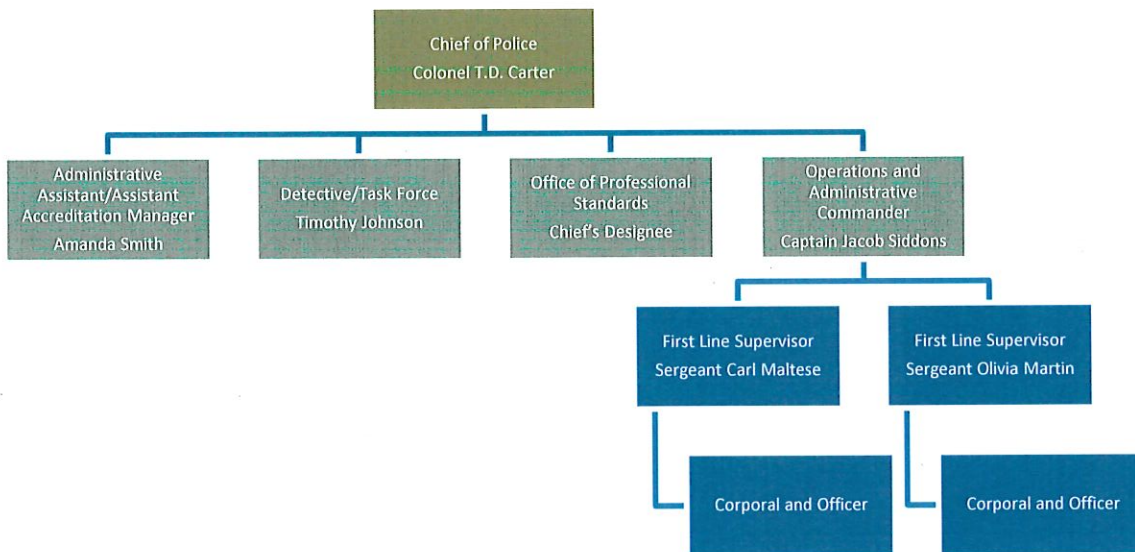 Chief of Police
Colonel T.D. Carter
Administrative
Assistant/Assistant
Accreditation Manager
Amanda Smith
Detective/Task Force
Timothy Johnson
Office of Professional
Standards
Chief's Designee
Operations and
Administrative
Commander
Captain Jacob Siddons
First Line Supervisor
Sergeant Carl Maltese
First Line Supervisor
Sergeant Olivia Martin
Corporal and Officer
Corporal and Officer